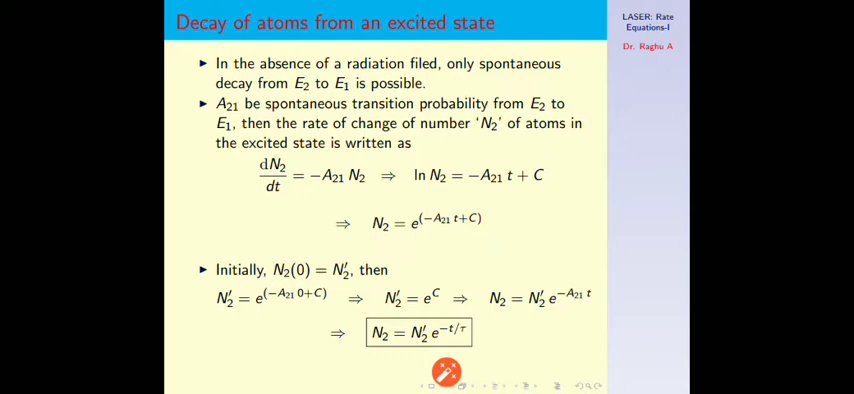 Decay of atoms from an excited state
LASER: Rate
Equations-I
Dr. Raghu A
▶ In the absence of a radiation filed, only spontaneous
decay from E₂ to E₁ is possible.
▶ A₂₁ be spontaneous transition probability from E₂ to
E₁, then the rate of change of number ‘N₂’ of atoms in
the excited state is written as
dN₂/dt = −A₂₁ N₂ ⇒ ln N₂ = −A₂₁ t + C
⇒ N₂ = e^(−A₂₁ t+C)
▶ Initially, N₂(0) = N₂′, then
N₂′ = e^(−A₂₁ 0+C) ⇒ N₂′ = e^C ⇒ N₂ = N₂′ e^−A₂₁ t
⇒ N₂ = N₂′ e^−t/τ